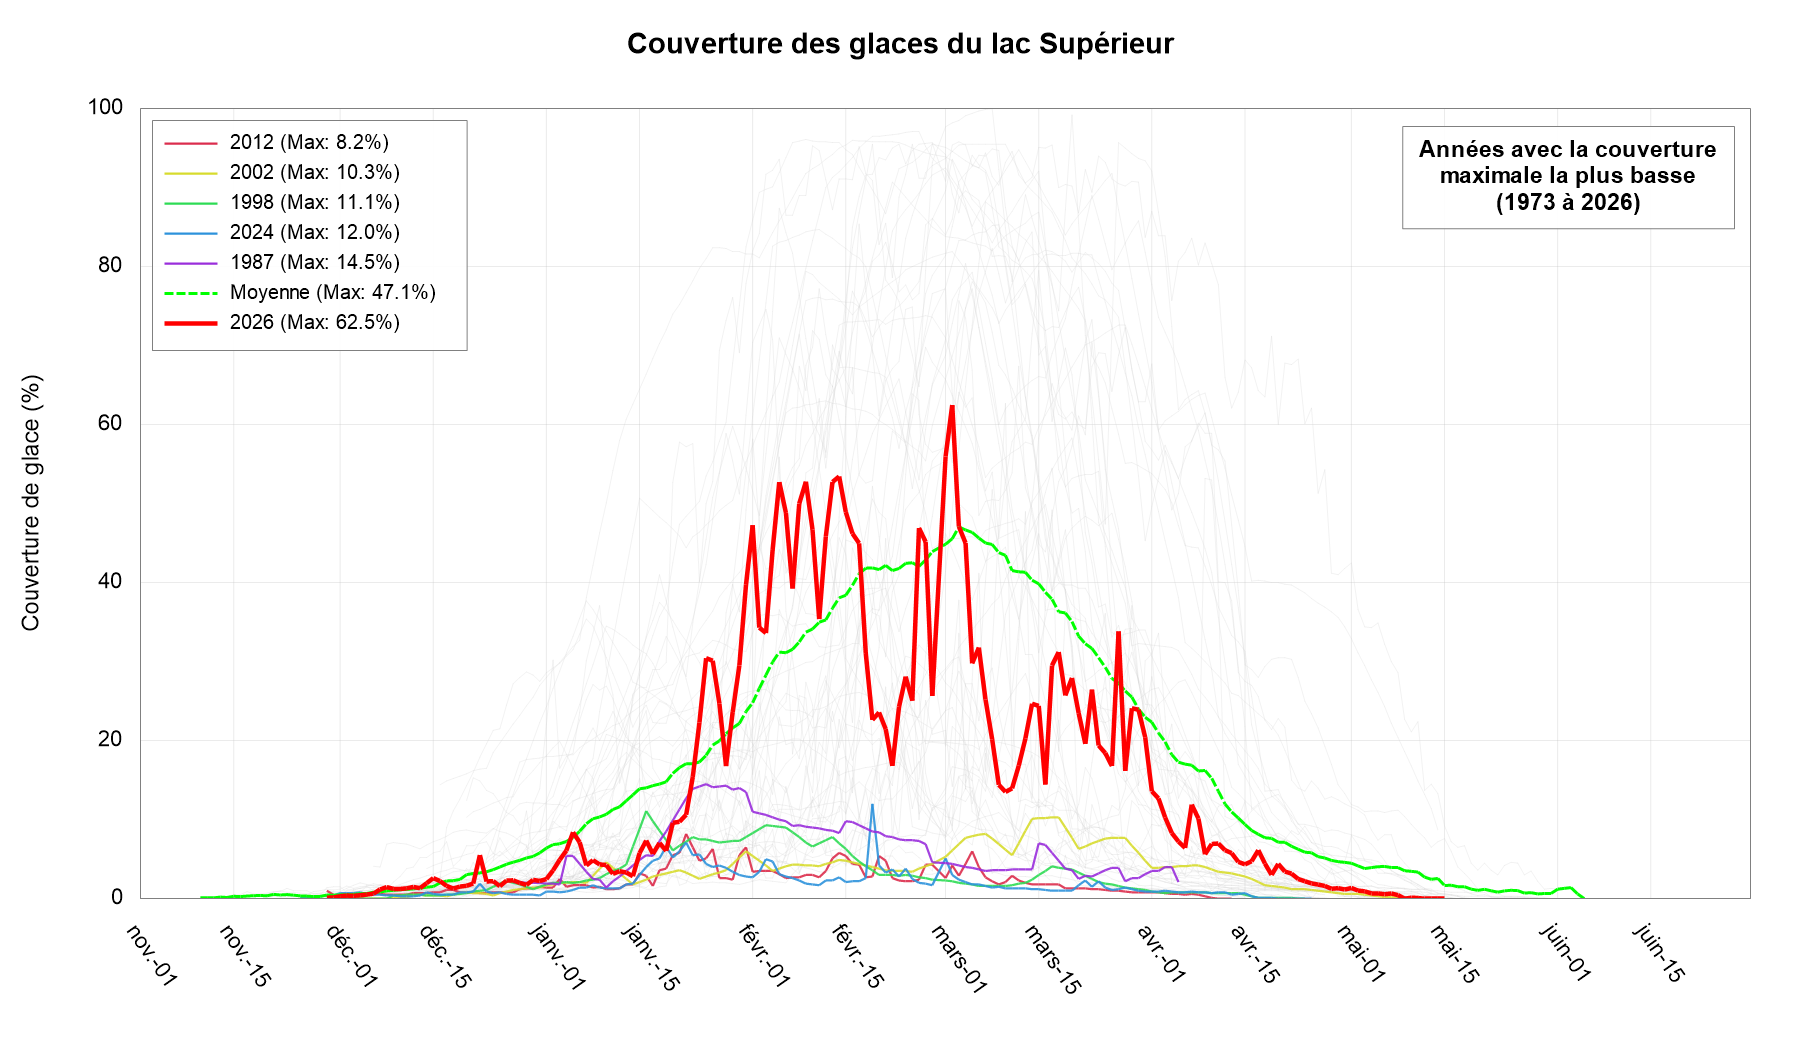 Couverture des glaces du lac Supérieur
Couverture de glace (%)
100
80
60
40
20
0
2012 (Max: 8.2%)
2002 (Max: 10.3%)
1998 (Max: 11.1%)
2024 (Max: 12.0%)
1987 (Max: 14.5%)
Moyenne (Max: 47.1%)
2026 (Max: 62.5%)
Années avec la couverture
maximale la plus basse
(1973 à 2026)
nov.-01
nov.-15
déc.-01
déc.-15
janv.-01
janv.-15
févr.-01
févr.-15
mars-01
mars-15
avr.-01
avr.-15
mai-01
mai-15
juin-01
juin-15